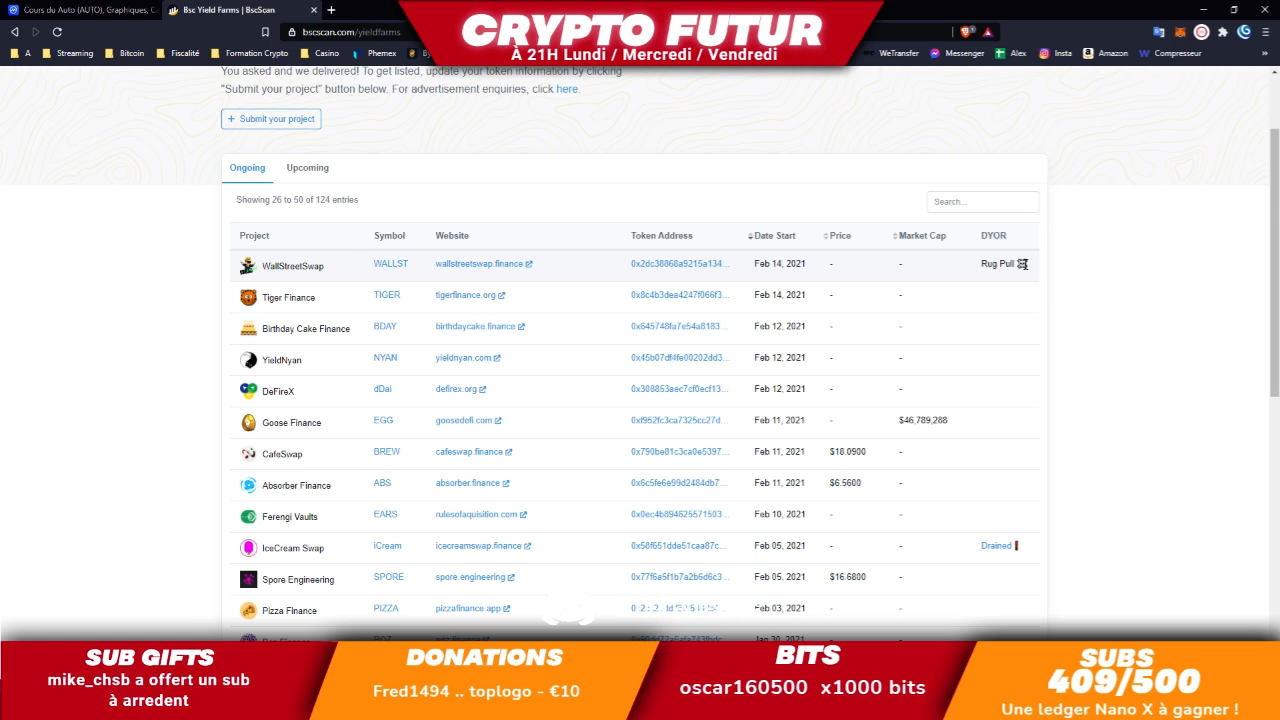 Cours du Auto (AUTO), Graphiques, C
Bsc Yield Farms | BscScan
bscscan.com/yieldfarms
CRYPTO FUTUR
À 21H Lundi / Mercredi / Vendredi
A
Streaming
Bitcoin
Fiscalité
Formation Crypto
Casino
Phemex
WeTransfer
Messenger
Alex
Insta
Amazon
Compresseur
You asked and we delivered! To get listed, update your token information by clicking
"Submit your project" button below. For advertisement enquiries, click here.
+ Submit your project
Ongoing Upcoming
Showing 26 to 50 of 124 entries
Search...
Project Symbol Website Token Address Date Start Price Market Cap DYOR
WallStreetSwap WALLST wallstreetswap.finance 0x2dc38868a9215a134... Feb 14, 2021 - - Rug Pull
Tiger Finance TIGER tigerfinance.org 0x8c4b3dea4247f066f3... Feb 14, 2021 - -
Birthday Cake Finance BDAY birthdaycake.finance 0x645748fa7e54a8183... Feb 12, 2021 - -
YieldNyan NYAN yieldnyan.com 0x45b07df4fe00202dd3... Feb 12, 2021 - -
DeFireX dDai defirex.org 0x308853aec7cf0ecf13... Feb 12, 2021 - -
Goose Finance EGG goosedefi.com 0xf952fc3ca7325cc27d... Feb 11, 2021 - $46,789,288
CafeSwap BREW cafeswap.finance 0x790be81c3ca0e5397... Feb 11, 2021 $18.0900 -
Absorber Finance ABS absorber.finance 0x6c5fe6e99d2484db7... Feb 11, 2021 $6.5600 -
Ferengi Vaults EARS rulesofaquisition.com 0x0ec4b894625571503... Feb 10, 2021 - -
IceCream Swap iCream icecreamswap.finance 0x58f651dde51caa87c... Feb 05, 2021 - - Drained
Spore Engineering SPORE spore.engineering 0x77f6a5f1b7a2b6d6c3... Feb 05, 2021 $16.6800 -
Pizza Finance PIZZA pizzafinance.app Feb 03, 2021 - -
SUB GIFTS
mike_chsb a offert un sub
à arredent
DONATIONS
Fred1494 .. toplogo - €10
BITS
oscar160500 x1000 bits
SUBS
409/500
Une ledger Nano X à gagner !